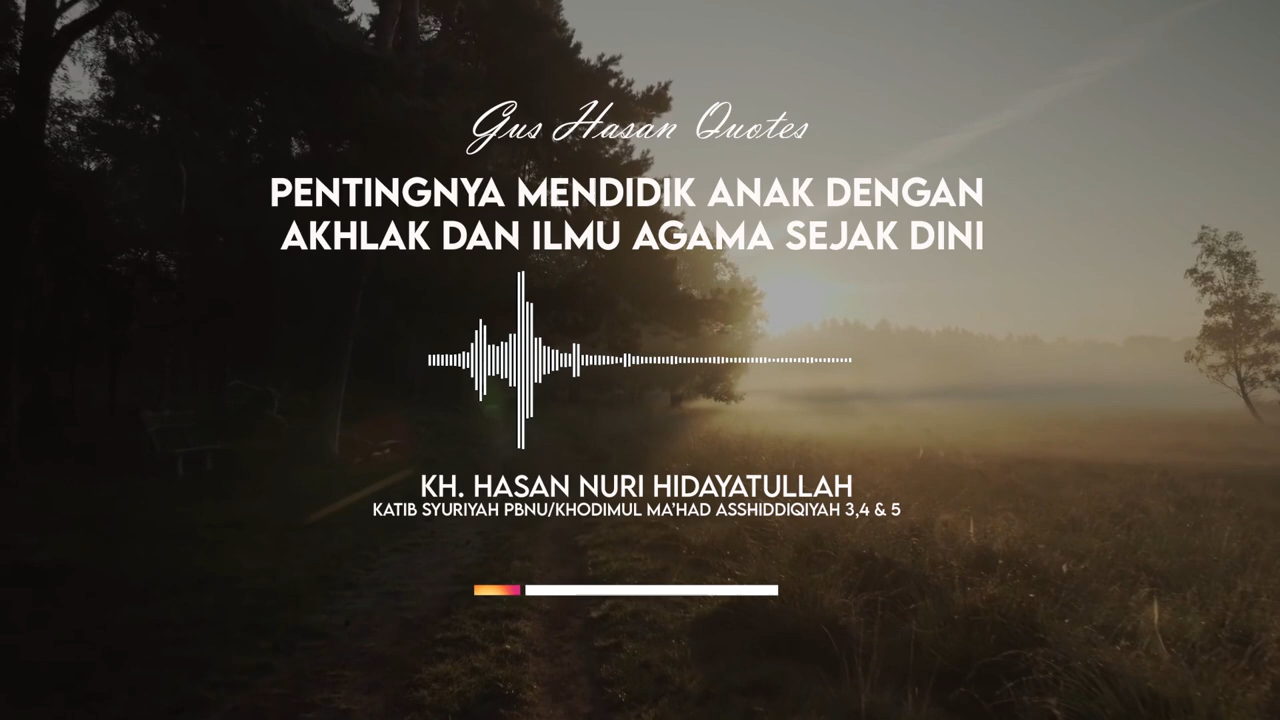 Gus Hasan Quotes
PENTINGNYA MENDIDIK ANAK DENGAN
AKHLAK DAN ILMU AGAMA SEJAK DINI
KH. HASAN NURI HIDAYATULLAH
KATIB SYURIYAH PBNU/KHODIMUL MA'HAD ASSHIDDIQIYAH 3,4 & 5